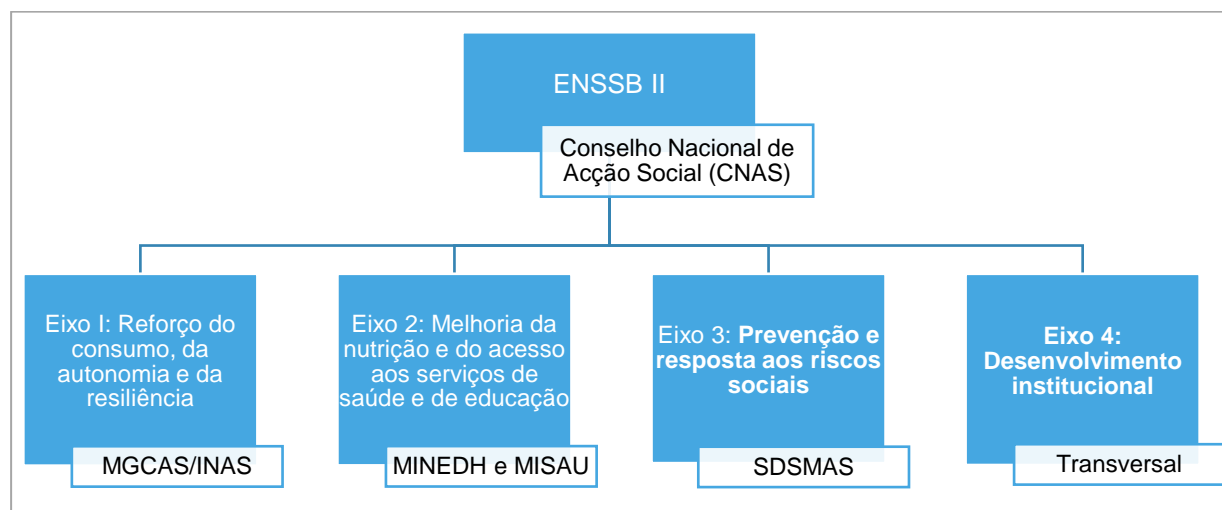 ENSSB II
Conselho Nacional de
Acção Social (CNAS)
Eixo I: Reforço do
consumo, da
autonomia e da
resiliência
MGCAS/INAS
Eixo 2: Melhoria da
nutrição e do acesso
aos serviços de
saúde e de educação
MINEDH e MISAU
Eixo 3: Prevenção e
resposta aos riscos
sociais
SDSMAS
Eixo 4:
Desenvolvimento
institucional
Transversal